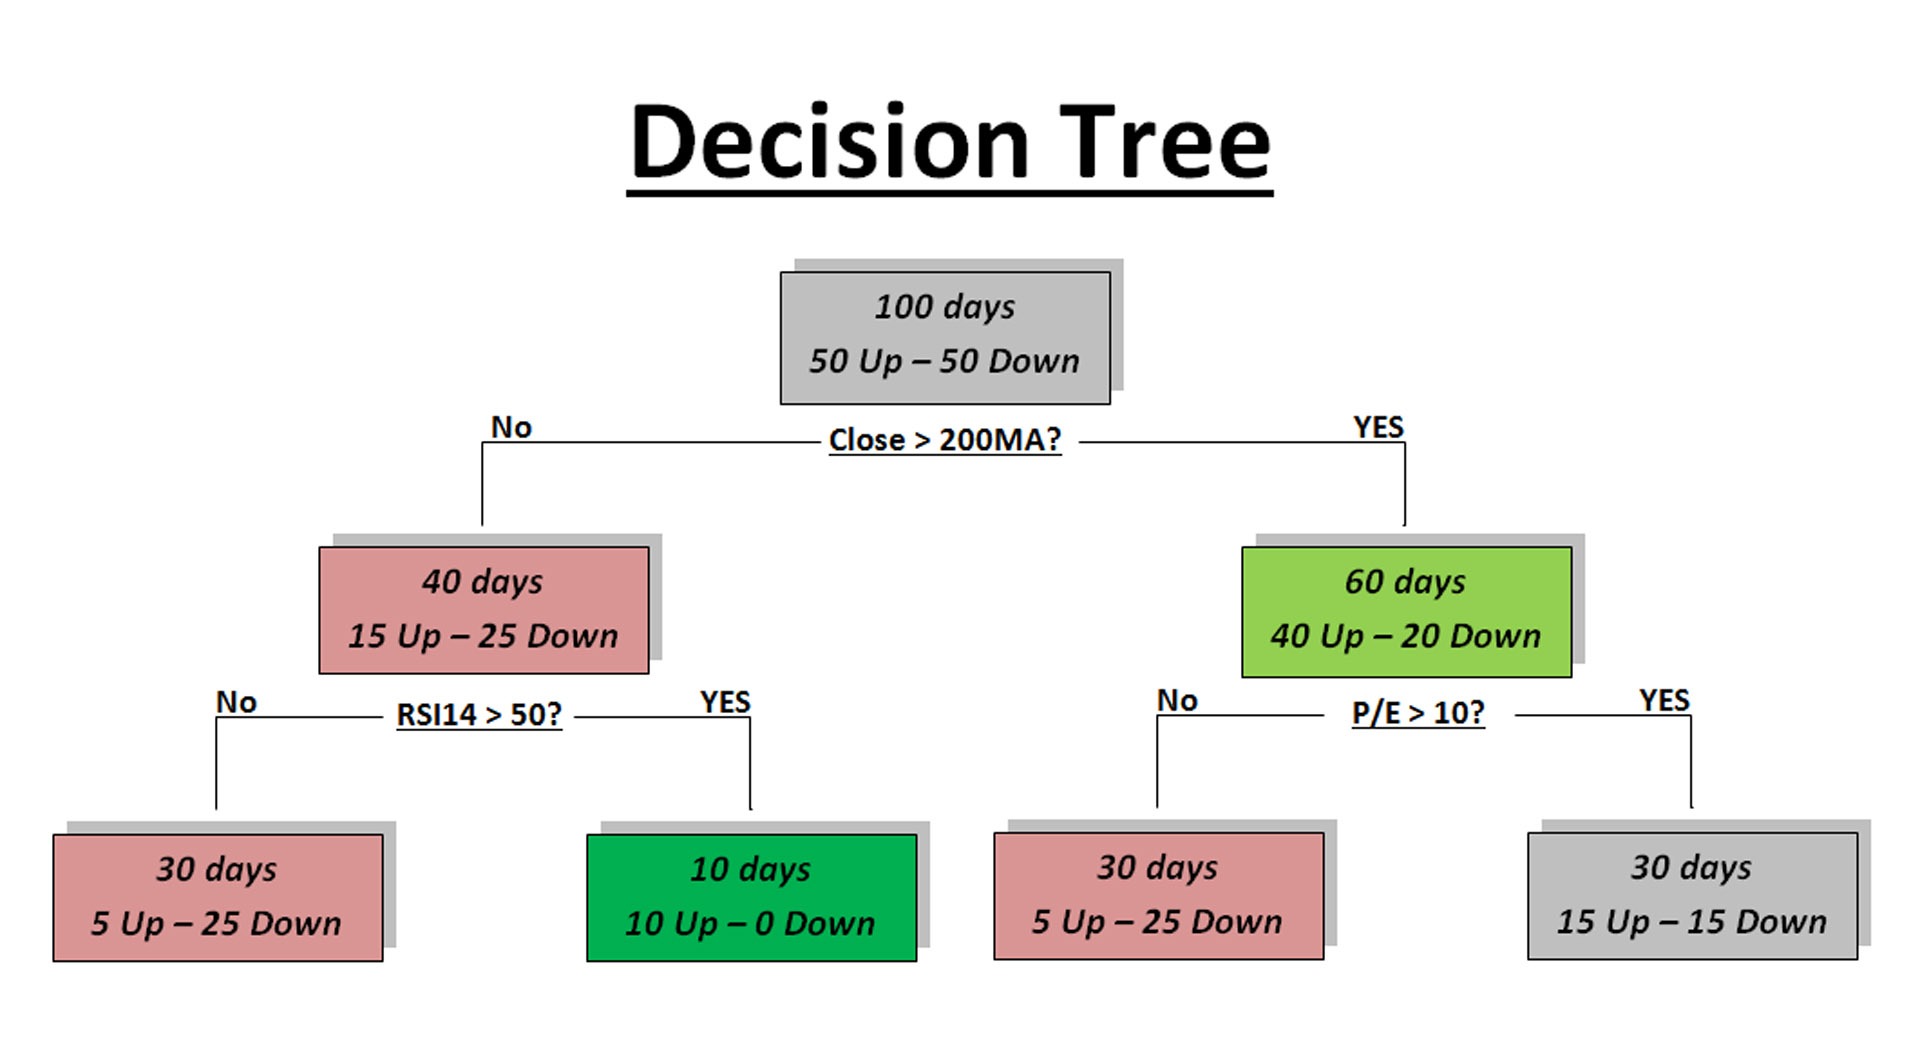 Decision Tree
100 days
50 Up – 50 Down
No
Close > 200MA?
YES
40 days
15 Up – 25 Down
60 days
40 Up – 20 Down
No
RSI14 > 50?
YES
No
P/E > 10?
YES
30 days
5 Up – 25 Down
10 days
10 Up – 0 Down
30 days
5 Up – 25 Down
30 days
15 Up – 15 Down